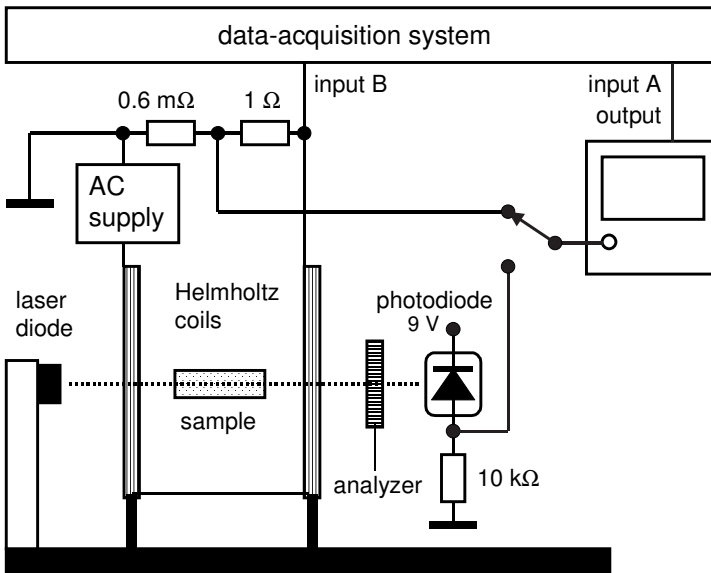 data-acquisition system
input B
input A
output
0.6 mΩ
1 Ω
AC
supply
laser
diode
Helmholtz
coils
photodiode
9 V
sample
analyzer
10 kΩ